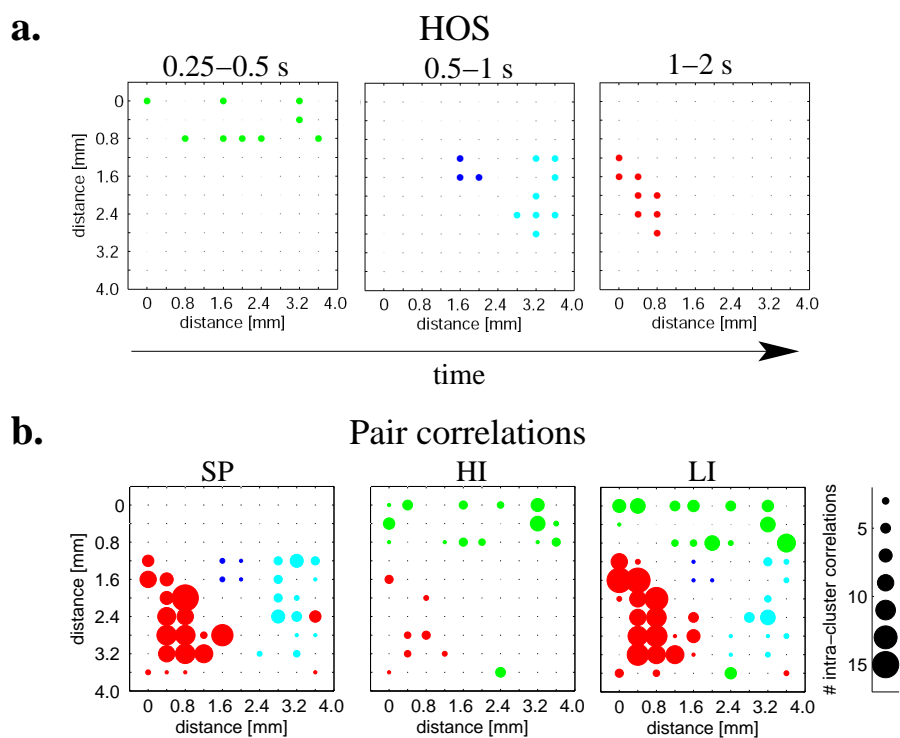 a.
HOS
0.25–0.5 s
0.5–1 s
1–2 s
0
0.8
1.6
2.4
3.2
4.0
distance [mm]
0 0.8 1.6 2.4 3.2 4.0
distance [mm]
0 0.8 1.6 2.4 3.2 4.0
distance [mm]
0 0.8 1.6 2.4 3.2 4.0
distance [mm]
time
b.
Pair correlations
SP
HI
LI
0
0.8
1.6
2.4
3.2
4.0
distance [mm]
0 0.8 1.6 2.4 3.2 4.0
distance [mm]
0 0.8 1.6 2.4 3.2 4.0
distance [mm]
0 0.8 1.6 2.4 3.2 4.0
distance [mm]
# intra−cluster correlations
5
10
15